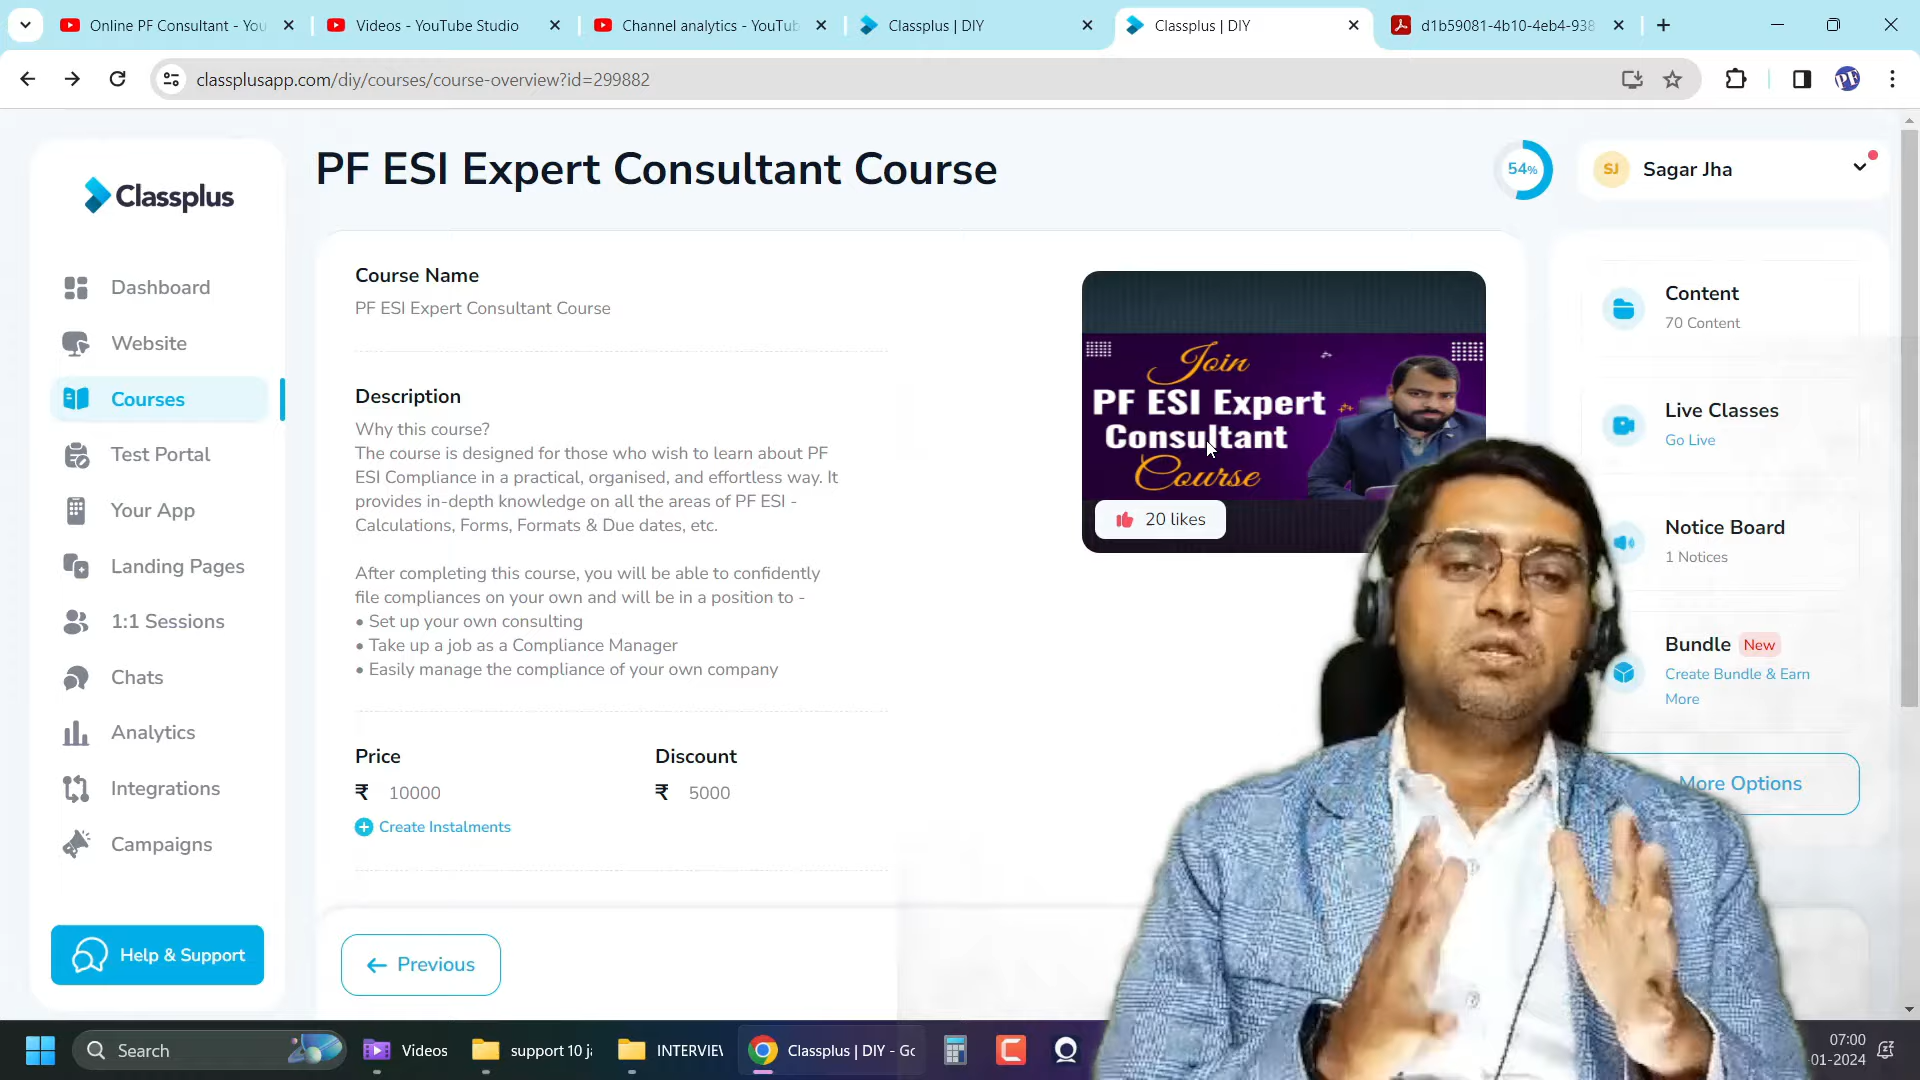 Online PF Consultant - You
Videos - YouTube Studio
Channel analytics - YouTub
Classplus | DIY
Classplus | DIY
d1b59081-4b10-4eb4-938
classplusapp.com/diy/courses/course-overview?id=299882
PF
Classplus
PF ESI Expert Consultant Course
54%
SJ
Sagar Jha
Dashboard
Website
Courses
Test Portal
Your App
Landing Pages
1:1 Sessions
Chats
Analytics
Integrations
Campaigns
Help & Support
Course Name
PF ESI Expert Consultant Course
Description
Why this course?
The course is designed for those who wish to learn about PF
ESI Compliance in a practical, organised, and effortless way. It
provides in-depth knowledge on all the areas of PF ESI -
Calculations, Forms, Formats & Due dates, etc.
After completing this course, you will be able to confidently
file compliances on your own and will be in a position to -
• Set up your own consulting
• Take up a job as a Compliance Manager
• Easily manage the compliance of your own company
Price
₹ 10000
Create Instalments
Discount
₹ 5000
Previous
Join
PF ESI Expert
Consultant
Course
20 likes
Content
70 Content
Live Classes
Go Live
Notice Board
1 Notices
Bundle New
Create Bundle & Earn
More
More Options
Search
Videos
support 10 j
INTERVIEW
Classplus | DIY - Go
07:00
01-2024